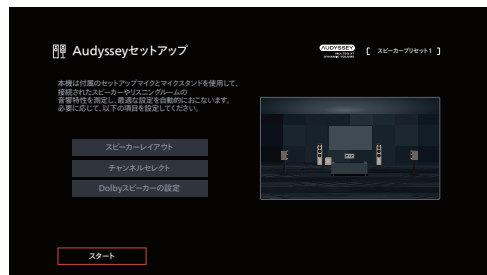 Audysseyセットアップ
AUDYSSEY
MULTEQ XT
DYNAMIC VOLUME
[ スピーカープリセット1 ]
本機は付属のセットアップマイクとマイクスタンドを使用して、
接続されたスピーカーやリスニングルームの
音響特性を測定し、最適な設定を自動的におこないます。
必要に応じて、以下の項目を設定してください。
スピーカーレイアウト
チャンネルセレクト
Dolbyスピーカーの設定
スタート